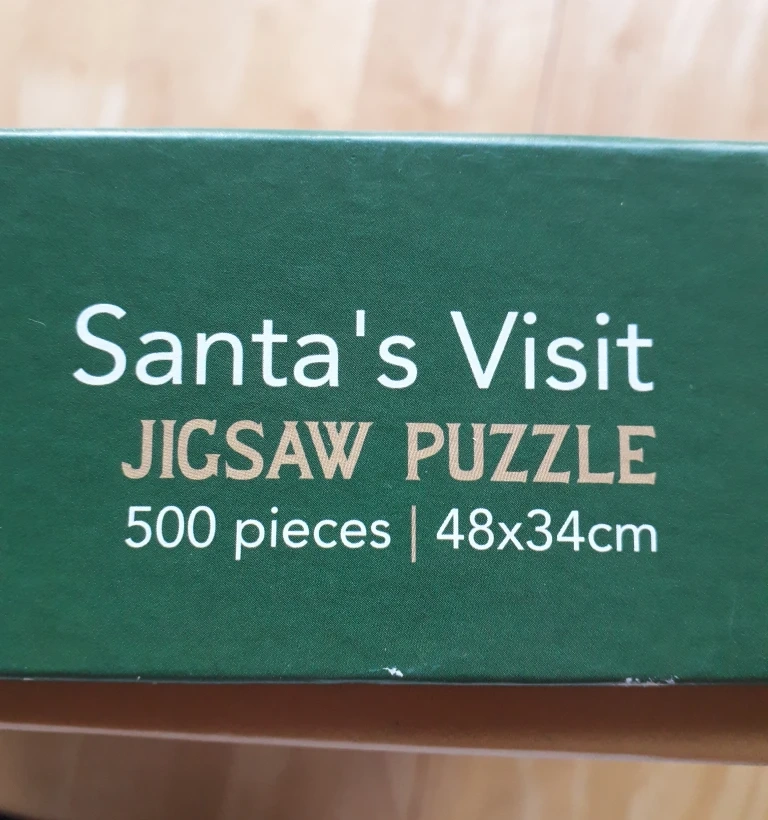 Santa's Visit
JIGSAW PUZZLE
500 pieces | 48x34cm